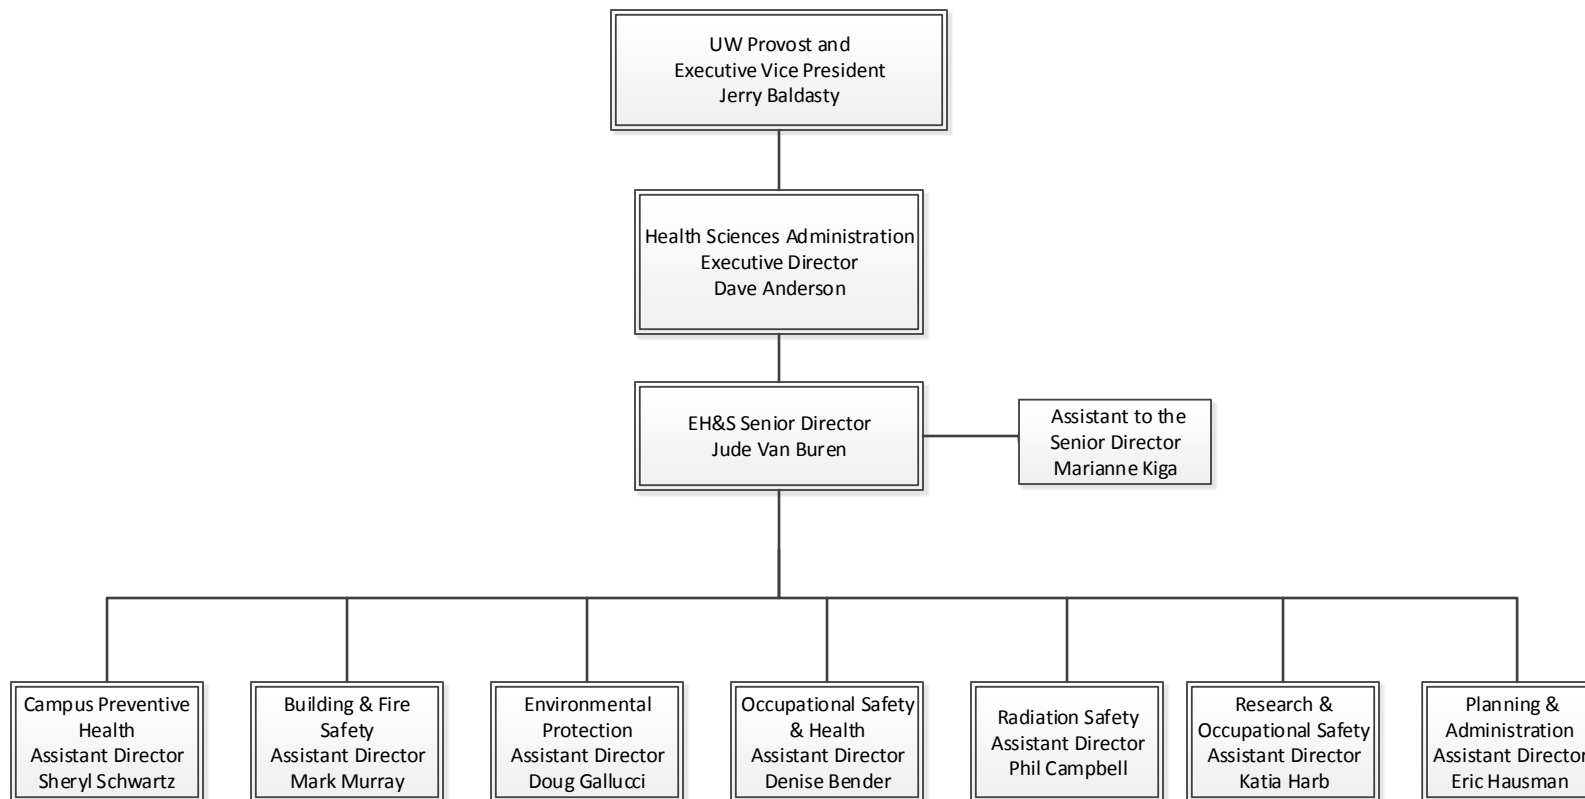 UW Provost and
Executive Vice President
Jerry Baldasty
Health Sciences Administration
Executive Director
Dave Anderson
EH&S Senior Director
Jude Van Buren
Assistant to the
Senior Director
Marianne Kiga
Campus Preventive
Health
Assistant Director
Sheryl Schwartz
Building & Fire
Safety
Assistant Director
Mark Murray
Environmental
Protection
Assistant Director
Doug Gallucci
Occupational Safety
& Health
Assistant Director
Denise Bender
Radiation Safety
Assistant Director
Phil Campbell
Research &
Occupational Safety
Assistant Director
Katia Harb
Planning &
Administration
Assistant Director
Eric Hausman